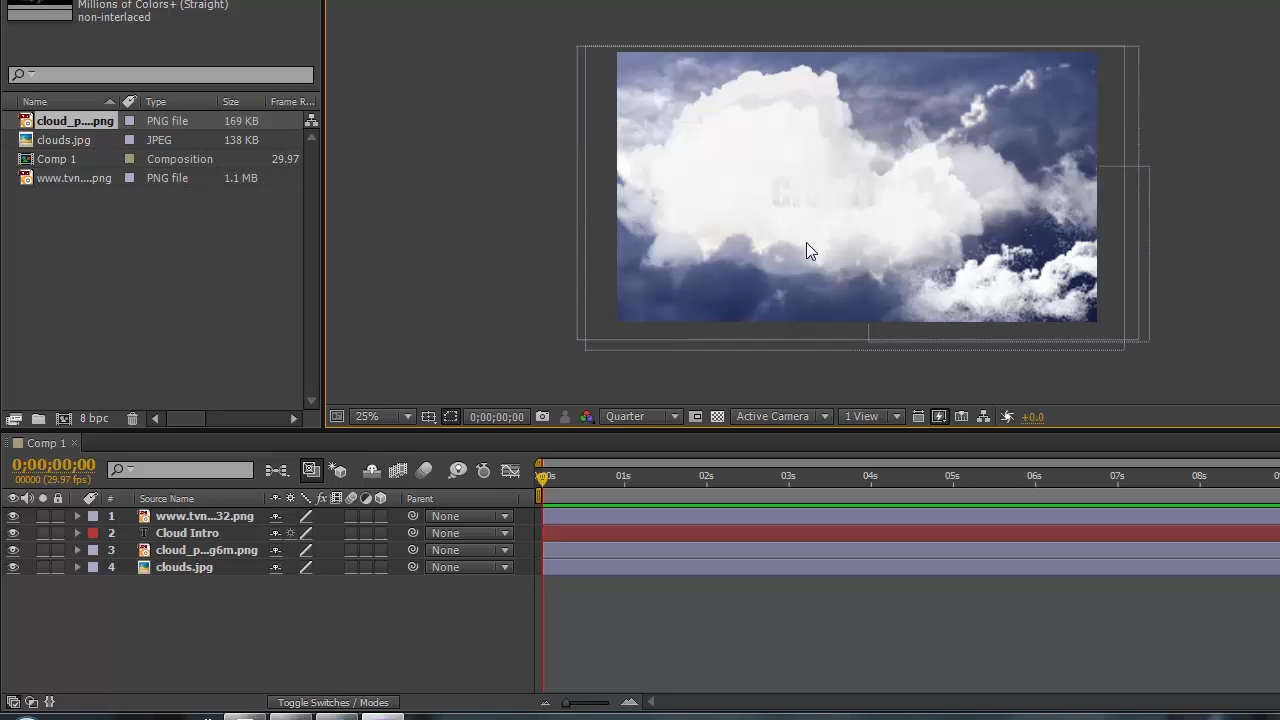 Millions of Colors+ (Straight)
non-interlaced
Name Type Size Frame R...
cloud_p....png PNG file 169 KB
clouds.jpg JPEG 138 KB
Comp 1 Composition 29.97
www.tvn....png PNG file 1.1 MB
8 bpc
25% 0;00;00;00 Quarter Active Camera 1 View +0.0
Comp 1
0;00;00;00
00000 (29.97 fps)
00s 01s 02s 03s 04s 05s 06s 07s 08s
# Source Name fx Parent
1 www.tvn...32.png None
2 T Cloud Intro None
3 cloud_p...g6m.png None
4 clouds.jpg None
Toggle Switches / Modes